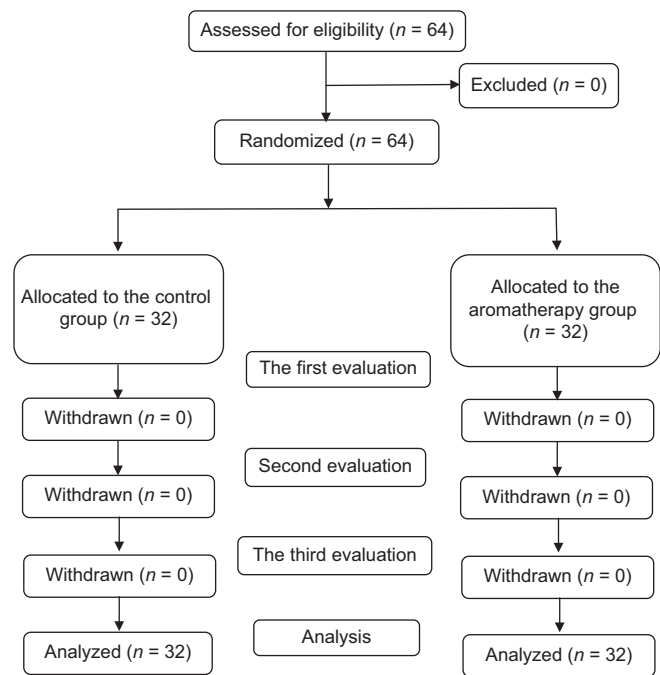 Assessed for eligibility (n = 64)
Excluded (n = 0)
Randomized (n = 64)
Allocated to the control
group (n = 32)
Allocated to the
aromatherapy group
(n = 32)
The first evaluation
Withdrawn (n = 0)
Withdrawn (n = 0)
Second evaluation
Withdrawn (n = 0)
Withdrawn (n = 0)
The third evaluation
Withdrawn (n = 0)
Withdrawn (n = 0)
Analyzed (n = 32)
Analysis
Analyzed (n = 32)